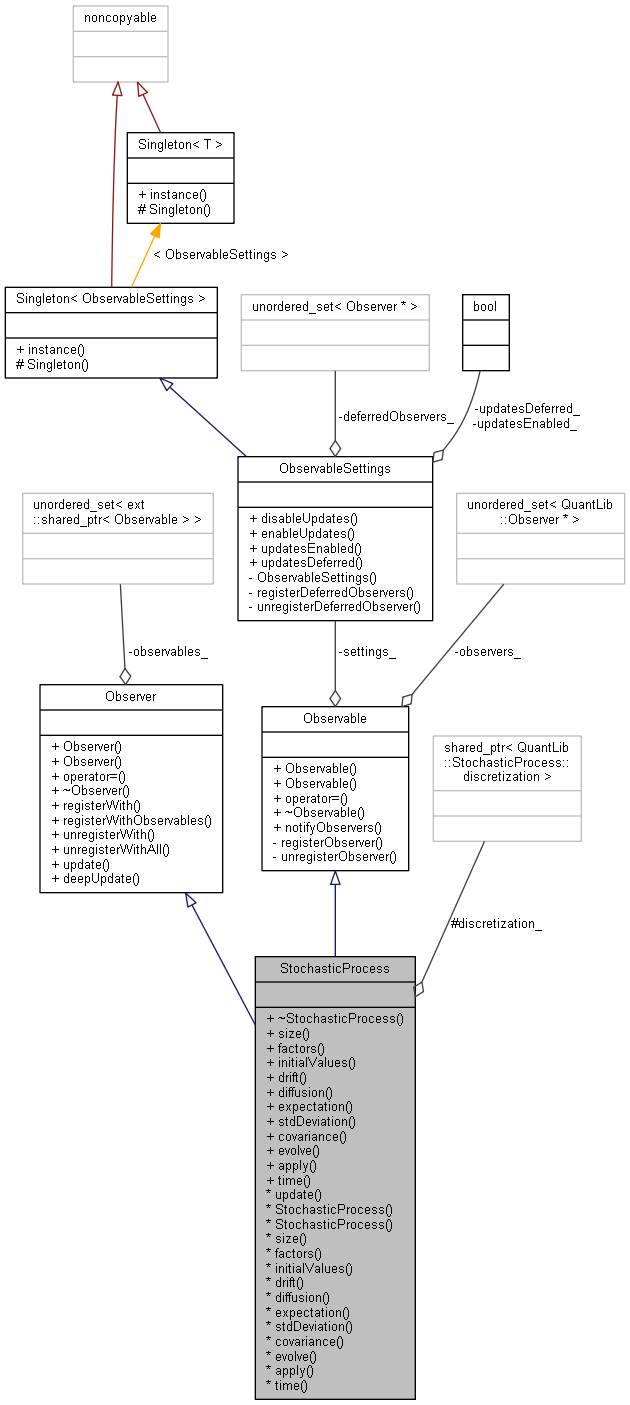 noncopyable
Singleton< T >
+ instance()
# Singleton()
< ObservableSettings >
Singleton< ObservableSettings >
+ instance()
# Singleton()
unordered_set< Observer * >
bool
-deferredObservers_
-updatesDeferred_
-updatesEnabled_
ObservableSettings
+ disableUpdates()
+ enableUpdates()
+ updatesEnabled()
+ updatesDeferred()
- ObservableSettings()
- registerDeferredObservers()
- unregisterDeferredObserver()
unordered_set< ext
::shared_ptr< Observable > >
unordered_set< QuantLib
::Observer * >
-observables_
-settings_
-observers_
Observer
+ Observer()
+ Observer()
+ operator=()
+ ~Observer()
+ registerWith()
+ registerWithObservables()
+ unregisterWith()
+ unregisterWithAll()
+ update()
+ deepUpdate()
Observable
+ Observable()
+ Observable()
+ operator=()
+ ~Observable()
+ notifyObservers()
- registerObserver()
- unregisterObserver()
shared_ptr< QuantLib
::StochasticProcess::
discretization >
#discretization_
StochasticProcess
+ ~StochasticProcess()
+ size()
+ factors()
+ initialValues()
+ drift()
+ diffusion()
+ expectation()
+ stdDeviation()
+ covariance()
+ evolve()
+ apply()
+ time()
* update()
* StochasticProcess()
* StochasticProcess()
* size()
* factors()
* initialValues()
* drift()
* diffusion()
* expectation()
* stdDeviation()
* covariance()
* evolve()
* apply()
* time()